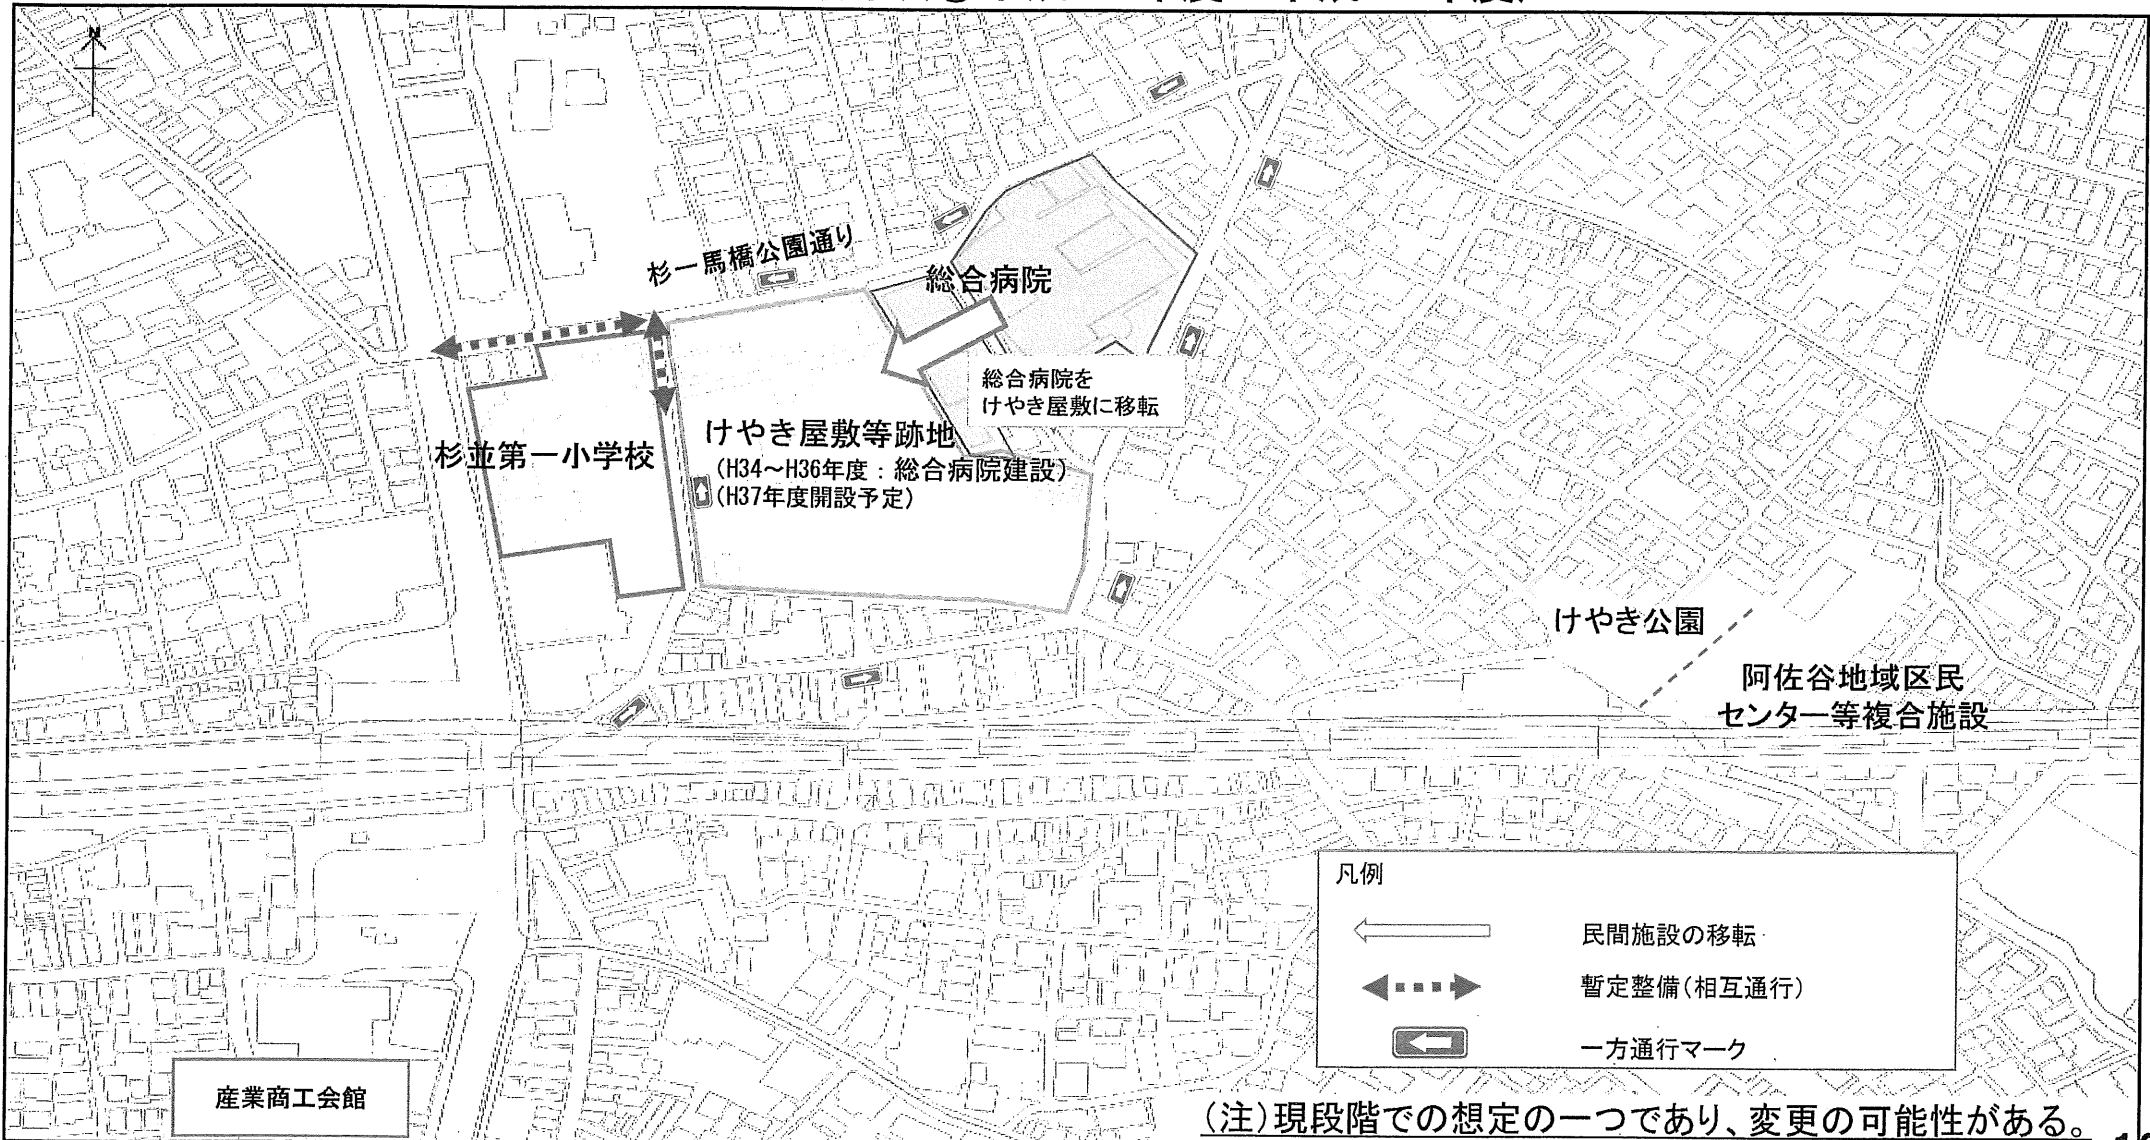 N
杉一馬橋公園通り
総合病院
総合病院を
けやき屋敷に移転
けやき屋敷等跡地
(H34～H36年度：総合病院建設)
(H37年度開設予定)
杉並第一小学校
けやき公園
阿佐谷地域区民
センター等複合施設
凡例
民間施設の移転
暫定整備(相互通行)
一方通行マーク
産業商工会館
(注)現段階での想定の一つであり、変更の可能性がある。